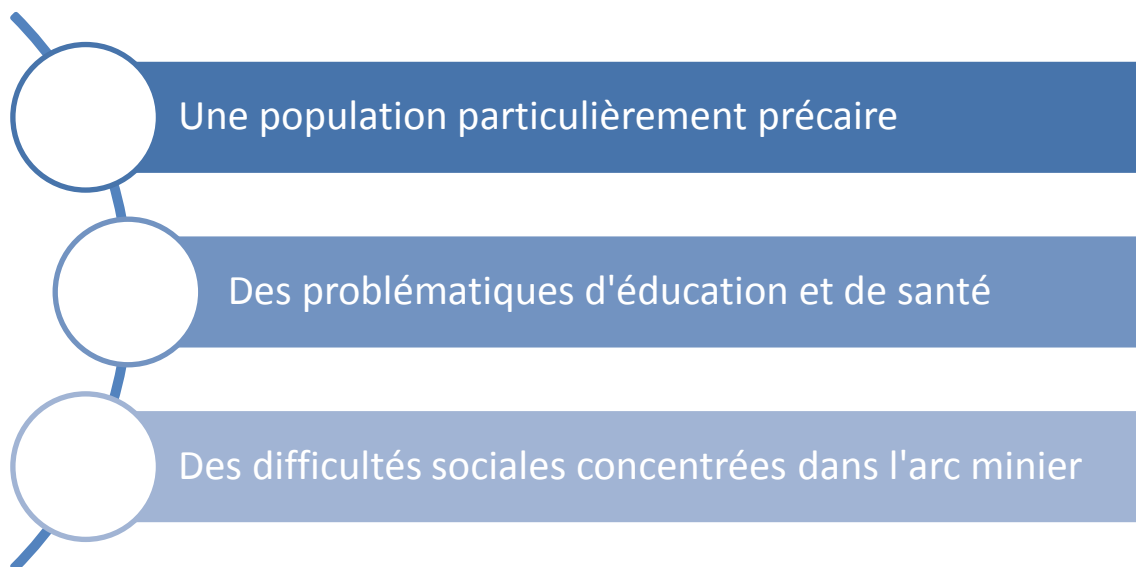 Une population particulièrement précaire
Des problématiques d'éducation et de santé
Des difficultés sociales concentrées dans l'arc minier